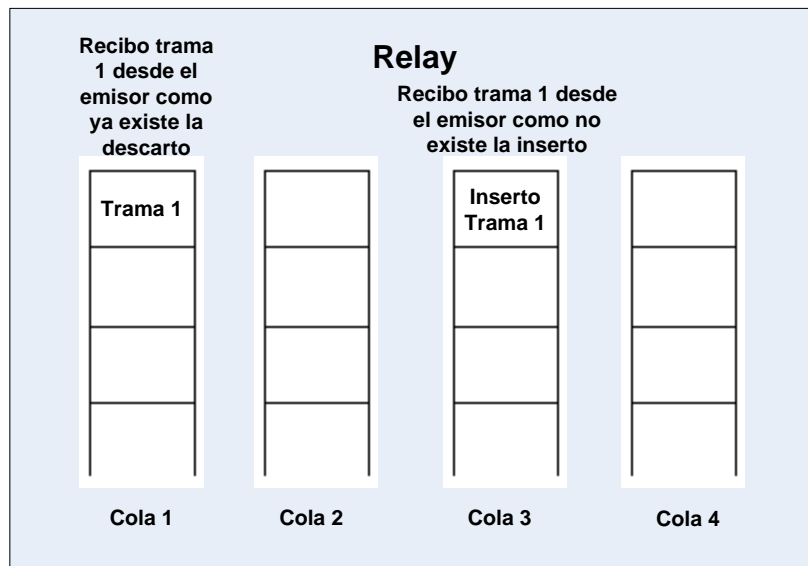 Recibo trama
1 desde el
emisor como
ya existe la
descarto
Relay
Recibo trama 1 desde
el emisor como no
existe la inserto
Trama 1
Inserto
Trama 1
Cola 1
Cola 2
Cola 3
Cola 4